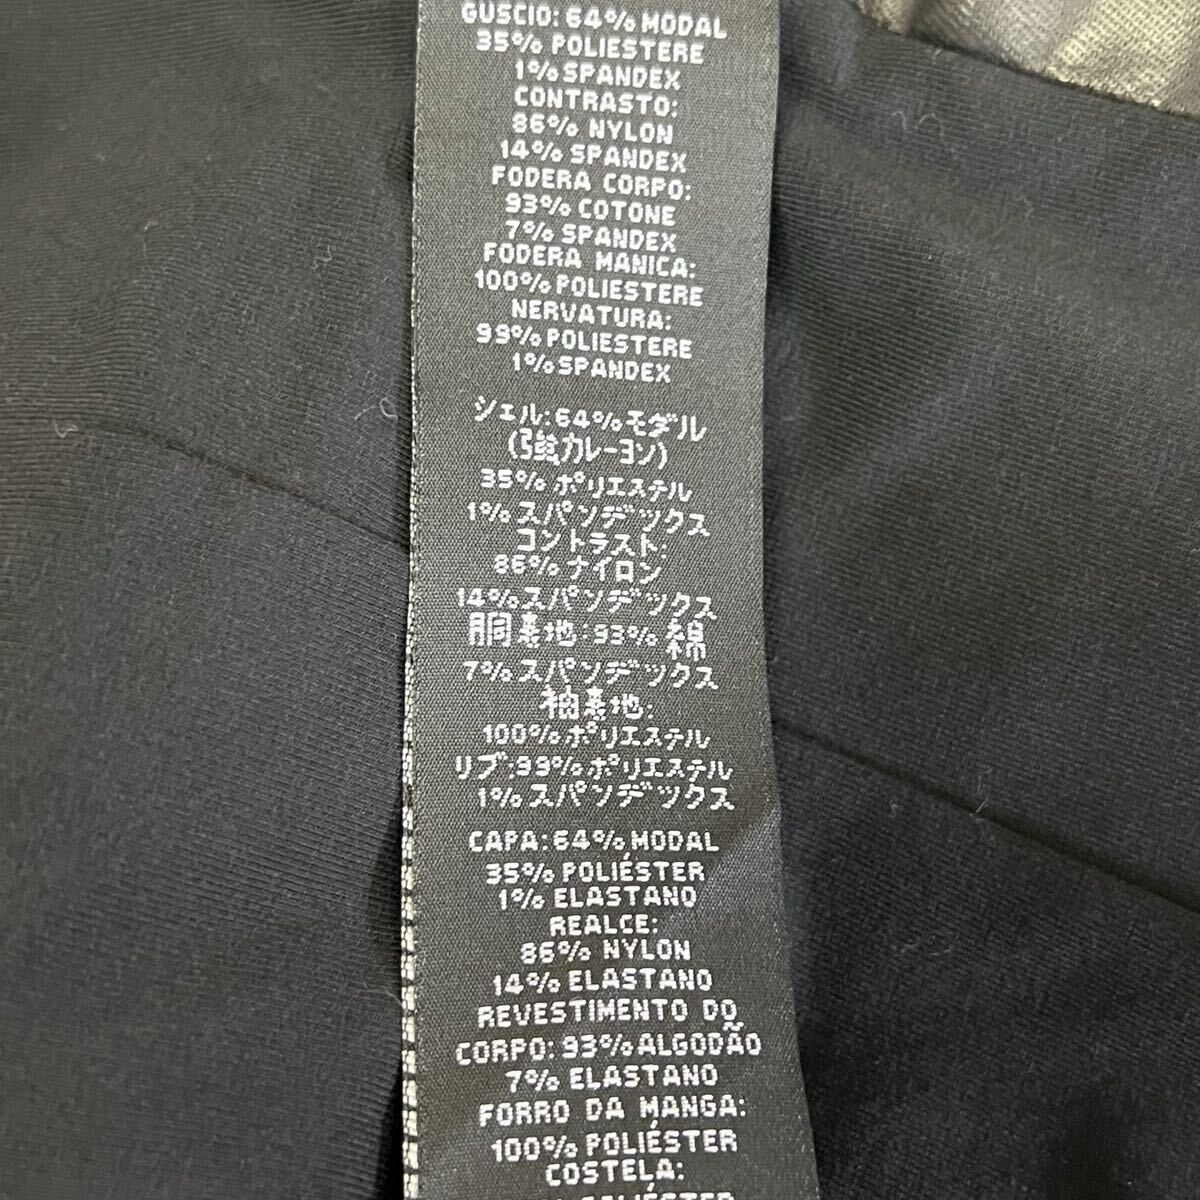 GUSCIO: 64% MODAL
35% POLIESTERE
1% SPANDEX
CONTRASTO:
86% NYLON
14% SPANDEX
FODERA CORPO:
93% COTONE
7% SPANDEX
FODERA MANICA:
100% POLIESTERE
NERVATURA:
99% POLIESTERE
1% SPANDEX
シェル:64%モダル
(強力レーヨン)
35%ポリエステル
1%スパンデックス
コントラスト:
86%ナイロン
14%スパンデックス
胴裏地:93%綿
7%スパンデックス
袖裏地:
100%ポリエステル
リブ:99%ポリエステル
1%スパンデックス
CAPA: 64% MODAL
35% POLIÉSTER
1% ELASTANO
REALCE:
86% NYLON
14% ELASTANO
REVESTIMENTO DO
CORPO: 93% ALGODÃO
7% ELASTANO
FORRO DA MANGA:
100% POLIÉSTER
COSTELA:
POLIÉSTER